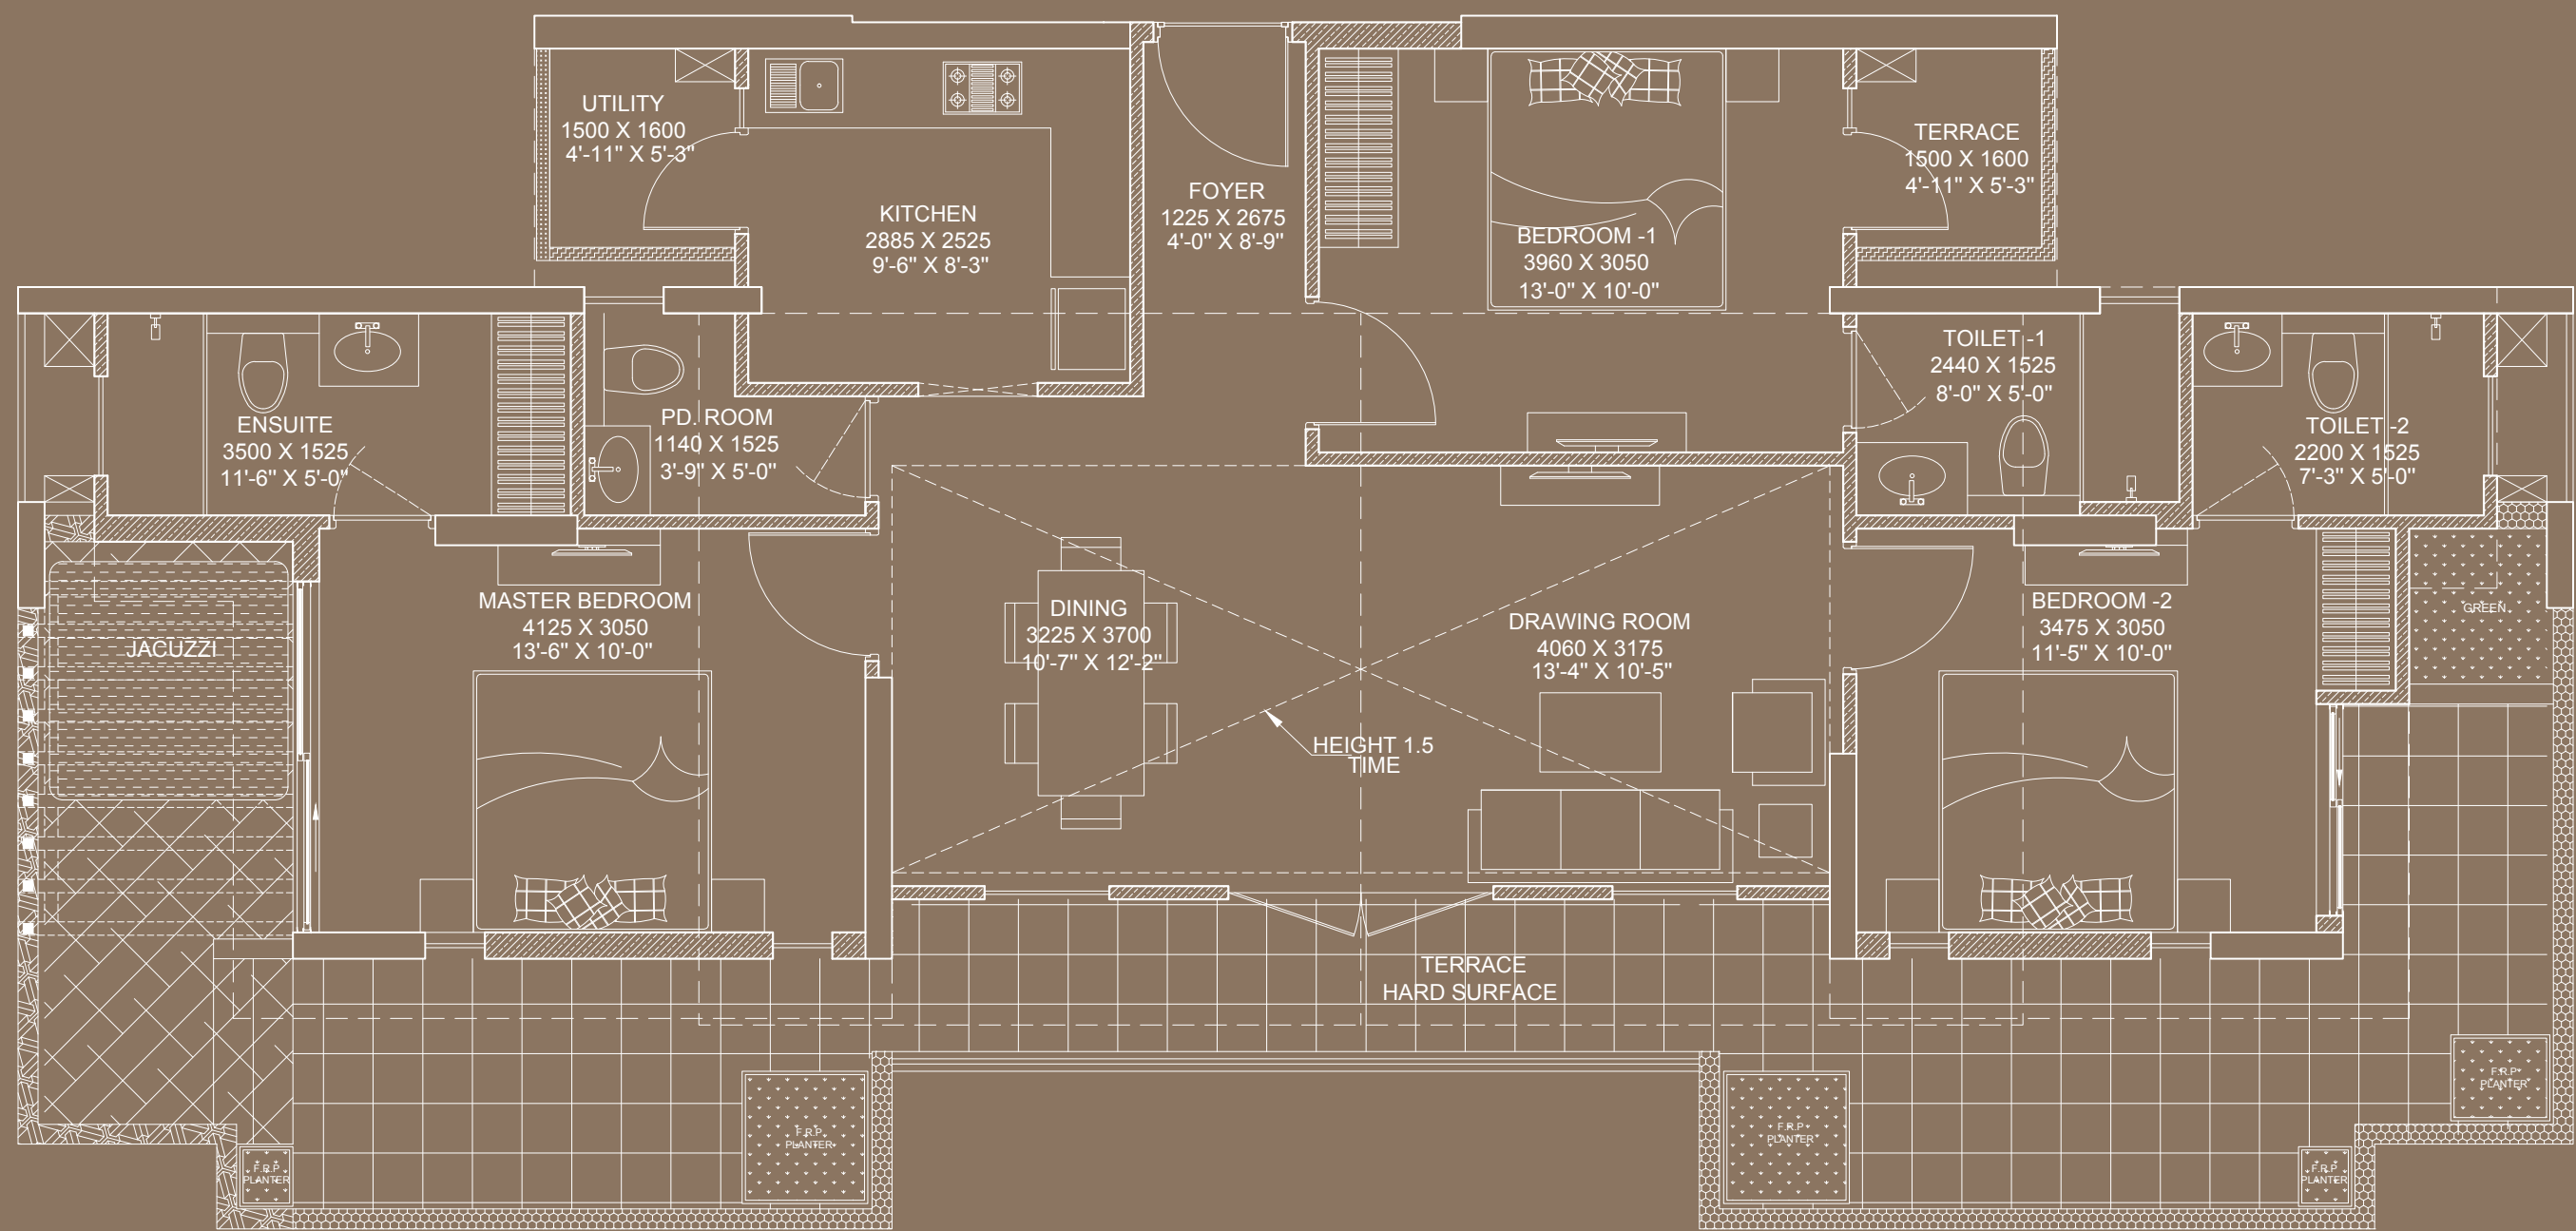 UTILITY
1500 X 1600
4'-11" X 5'-3"
KITCHEN
2885 X 2525
9'-6" X 8'-3"
FOYER
1225 X 2675
4'-0" X 8'-9"
BEDROOM -1
3960 X 3050
13'-0" X 10'-0"
TERRACE
1500 X 1600
4'-11" X 5'-3"
ENSUITE
3500 X 1525
11'-6" X 5'-0"
PD. ROOM
1140 X 1525
3'-9" X 5'-0"
TOILET -1
2440 X 1525
8'-0" X 5'-0"
TOILET -2
2200 X 1525
7'-3" X 5'-0"
JACUZZI
MASTER BEDROOM
4125 X 3050
13'-6" X 10'-0"
DINING
3225 X 3700
10'-7" X 12'-2"
DRAWING ROOM
4060 X 3175
13'-4" X 10'-5"
BEDROOM -2
3475 X 3050
11'-5" X 10'-0"
GREEN
HEIGHT 1.5
TIME
TERRACE
HARD SURFACE
F.R.P
PLANTER
F.R.P
PLANTER
F.R.P
PLANTER
F.R.P
PLANTER
F.R.P
PLANTER